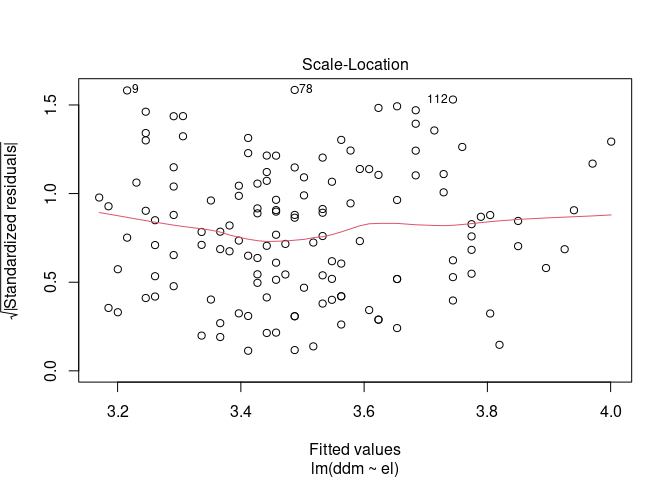 Scale-Location
√|Standardized residuals|
1.5
1.0
0.5
0.0
9
78
112
3.2 3.4 3.6 3.8 4.0
Fitted values
lm(ddm ~ el)